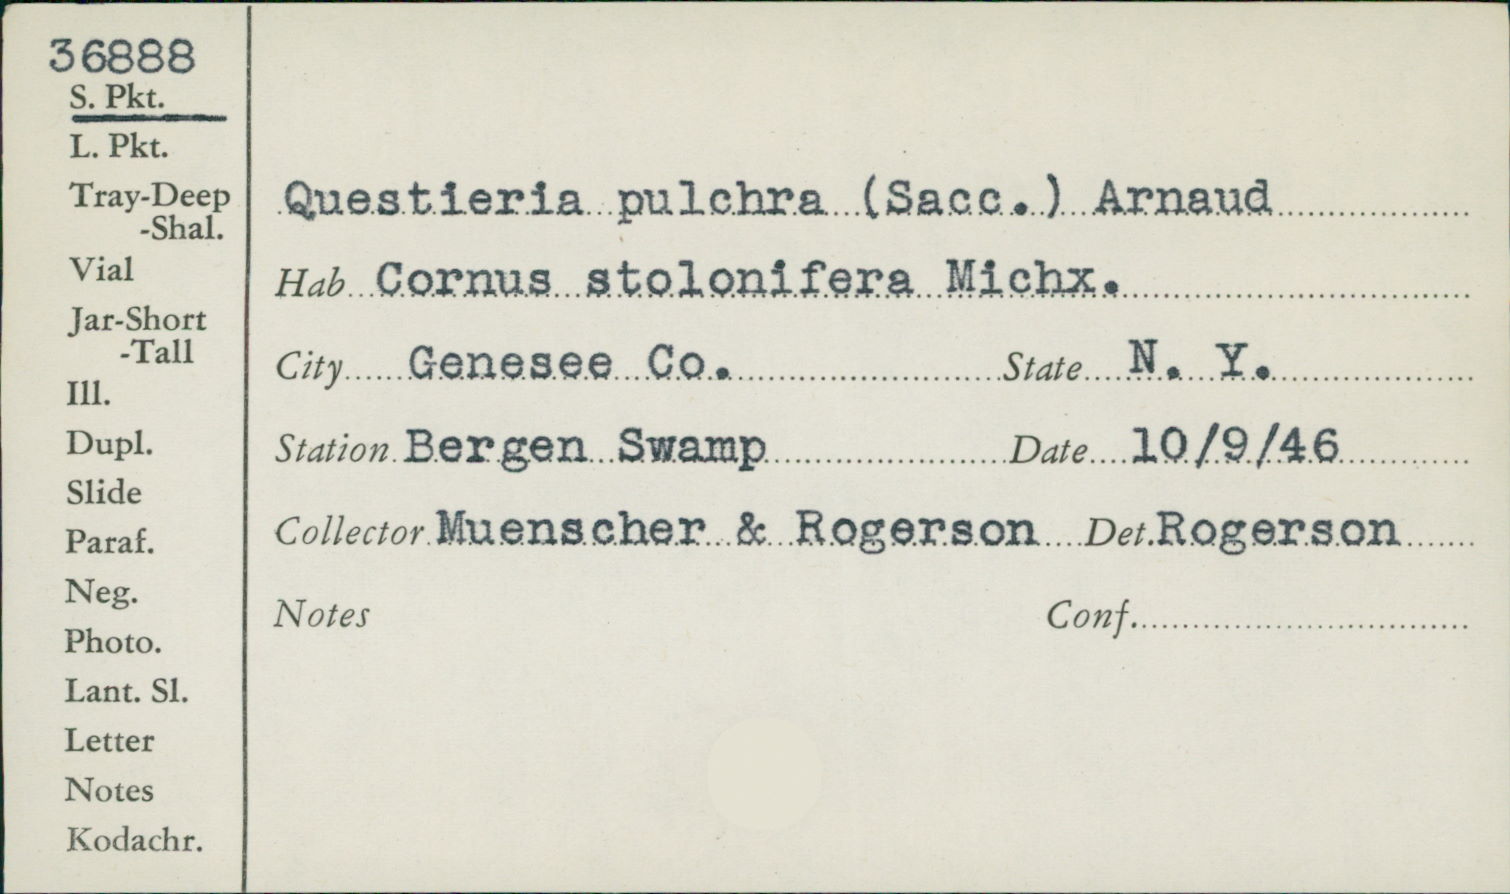 36888
S. Pkt.
L. Pkt.
Tray-Deep
-Shal.
Vial
Jar-Short
-Tall
Ill.
Dupl.
Slide
Paraf.
Neg.
Photo.
Lant. Sl.
Letter
Notes
Kodachr.
Questieria pulchra (Sacc.) Arnaud
Hab Cornus stolonifera Michx.
City Genesee Co. State N. Y.
Station Bergen Swamp Date 10/9/46
Collector Muenscher & Rogerson Det. Rogerson
Notes Conf.